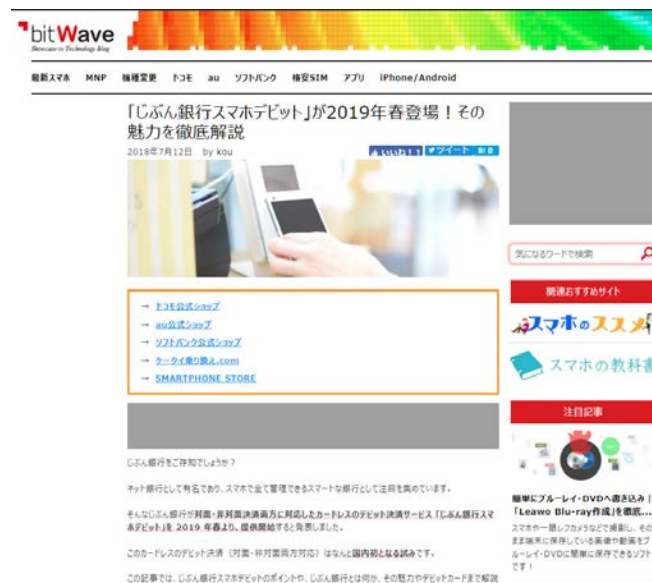 bitWave
Showcase to Technology Blog
最新スマホ MNP 機種変更 ドコモ au ソフトバンク 格安SIM アプリ iPhone/Android
「じぶん銀行スマホデビット」が2019年春登場！その
魅力を徹底解説
2018年7月12日 by kou
いいね！ 1 ツイート B! 0
気になるワードで検索
→ ドコモ公式ショップ
→ au公式ショップ
→ ソフトバンク公式ショップ
→ ケータイ乗り換え.com
→ SMARTPHONE STORE
関連おすすめサイト
スマホのススメ
スマホの教科書
注目記事
簡単にブルーレイ・DVDへ書き込み｜
「Leawo Blu-ray作成」を徹底...
スマホや一眼レフカメラなどで撮影し、その
まま端末に保存している画像や動画をブ
ルーレイ・DVDに簡単に保存できるソフト
です！
じぶん銀行をご存知でしょうか？
ネット銀行として有名であり、スマホで全て管理できるスマートな銀行として注目を集めています。
そんなじぶん銀行が対面・非対面決済両方に対応したカードレスのデビット決済サービス「じぶん銀行スマ
ホデビット」を 2019 年春より、提供開始すると発表しました。
このカードレスのデビット決済（対面・非対面両方対応）はなんと国内初となる試みです。
この記事では、じぶん銀行スマホデビットのポイントや、じぶん銀行とは何か、その魅力やデビットカードまで解説